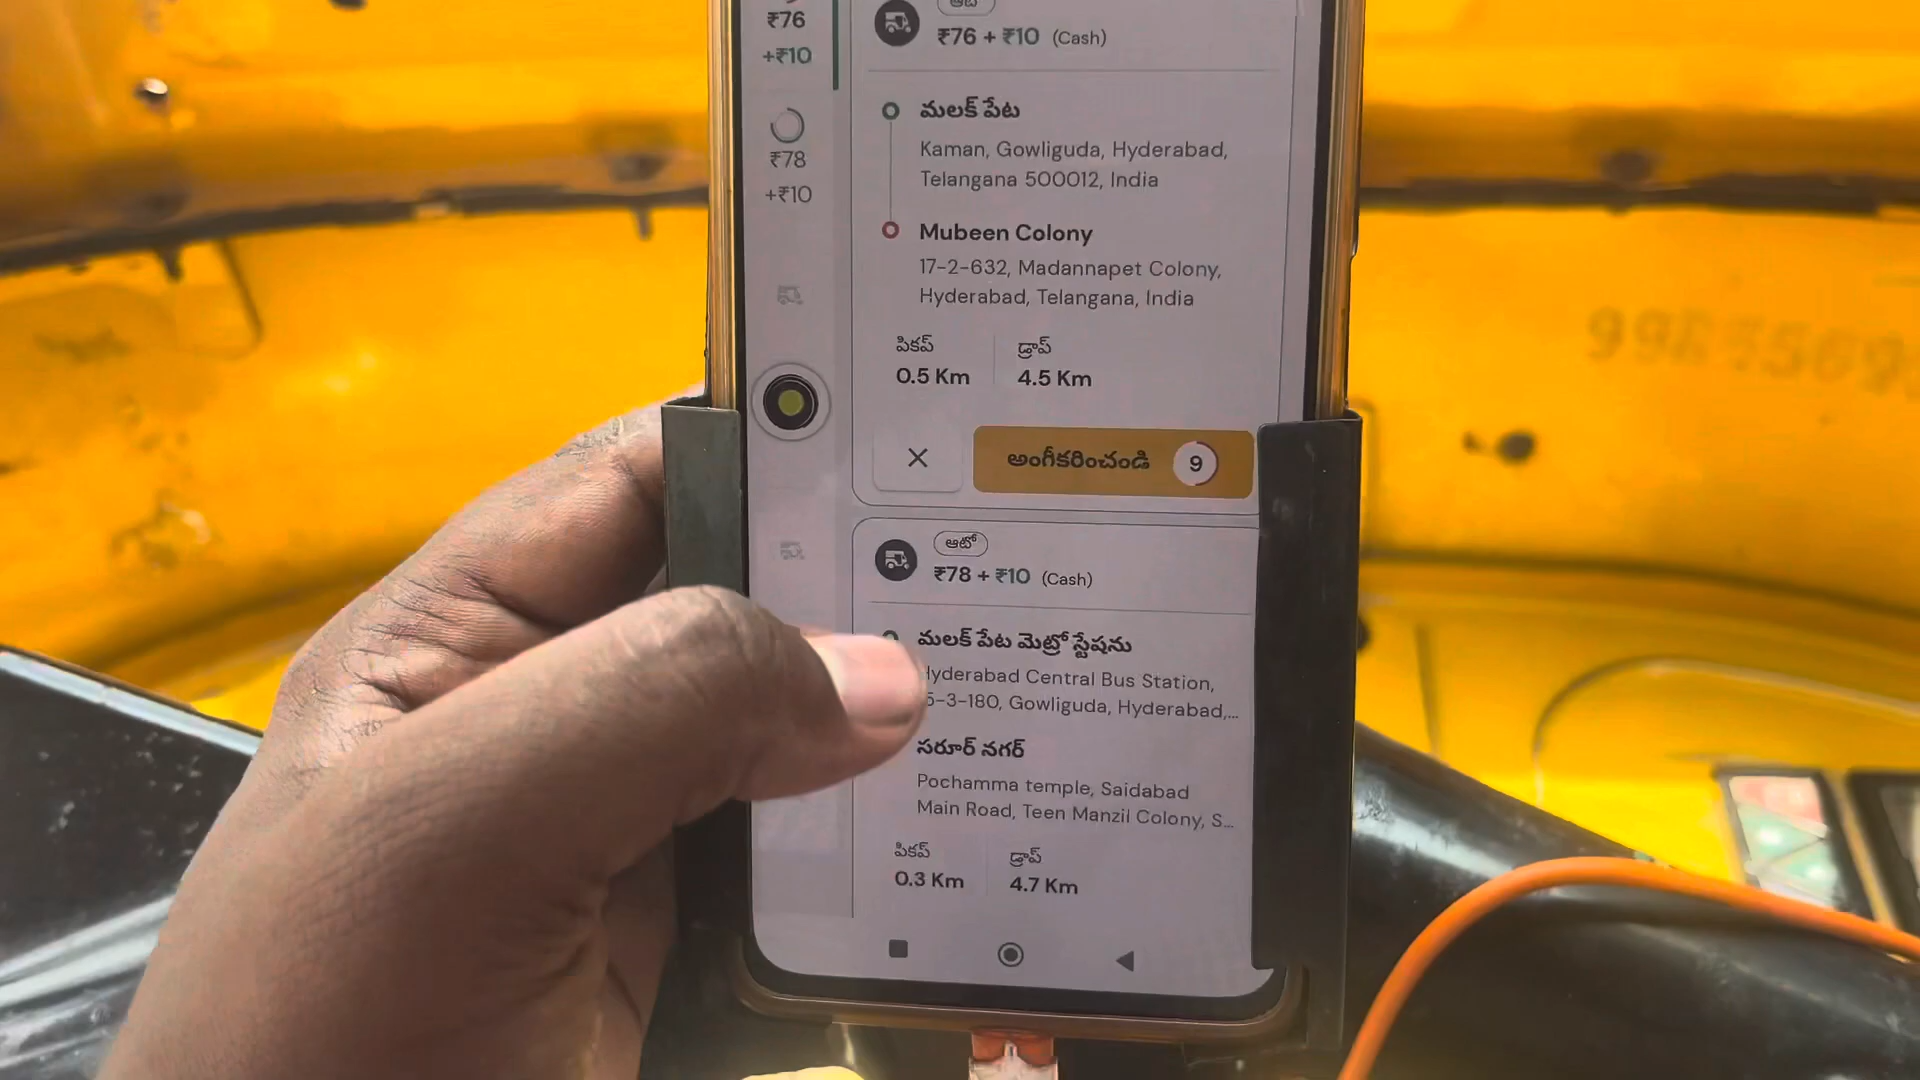 ₹76
+₹10
₹78
+₹10
ఆటో
₹76 + ₹10 (Cash)
మలక్ పేట
Kaman, Gowliguda, Hyderabad,
Telangana 500012, India
Mubeen Colony
17-2-632, Madannapet Colony,
Hyderabad, Telangana, India
పికప్ డ్రాప్
0.5 Km 4.5 Km
అంగీకరించండి 9
ఆటో
₹78 + ₹10 (Cash)
మలక్ పేట మెట్రో స్టేషను
Hyderabad Central Bus Station,
5-3-180, Gowliguda, Hyderabad,...
సరూర్ నగర్
Pochamma temple, Saidabad
Main Road, Teen Manzil Colony, S...
పికప్ డ్రాప్
0.3 Km 4.7 Km